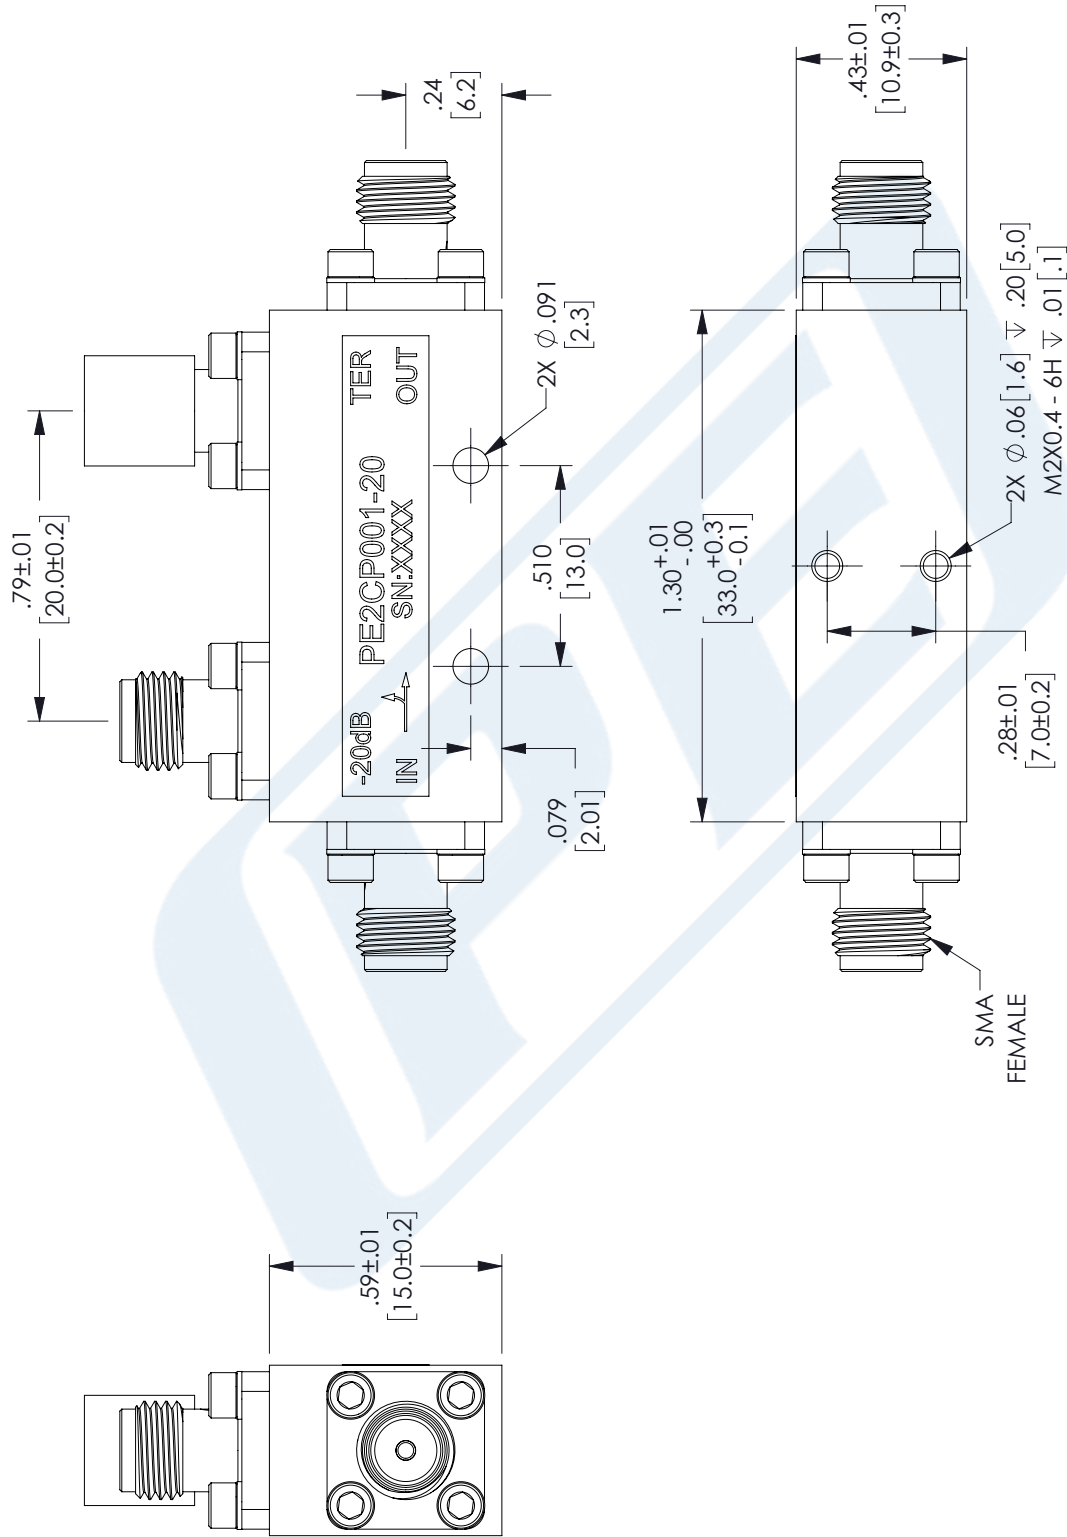 .79±.01
[20.0±0.2]
.24
[6.2]
-20dB
PE2CP001-20
TER
IN
SN:XXXX
OUT
2X ∅ .091
[2.3]
.510
[13.0]
.079
[2.01]
.59±.01
[15.0±0.2]
1.30 +.01
-.00
[33.0 +0.3
-0.1]
.43±.01
[10.9±0.3]
2X ∅ .06 [1.6] ↧ .20 [5.0]
M2X0.4 - 6H ↧ .01 [.1]
.28±.01
[7.0±0.2]
SMA
FEMALE
PE